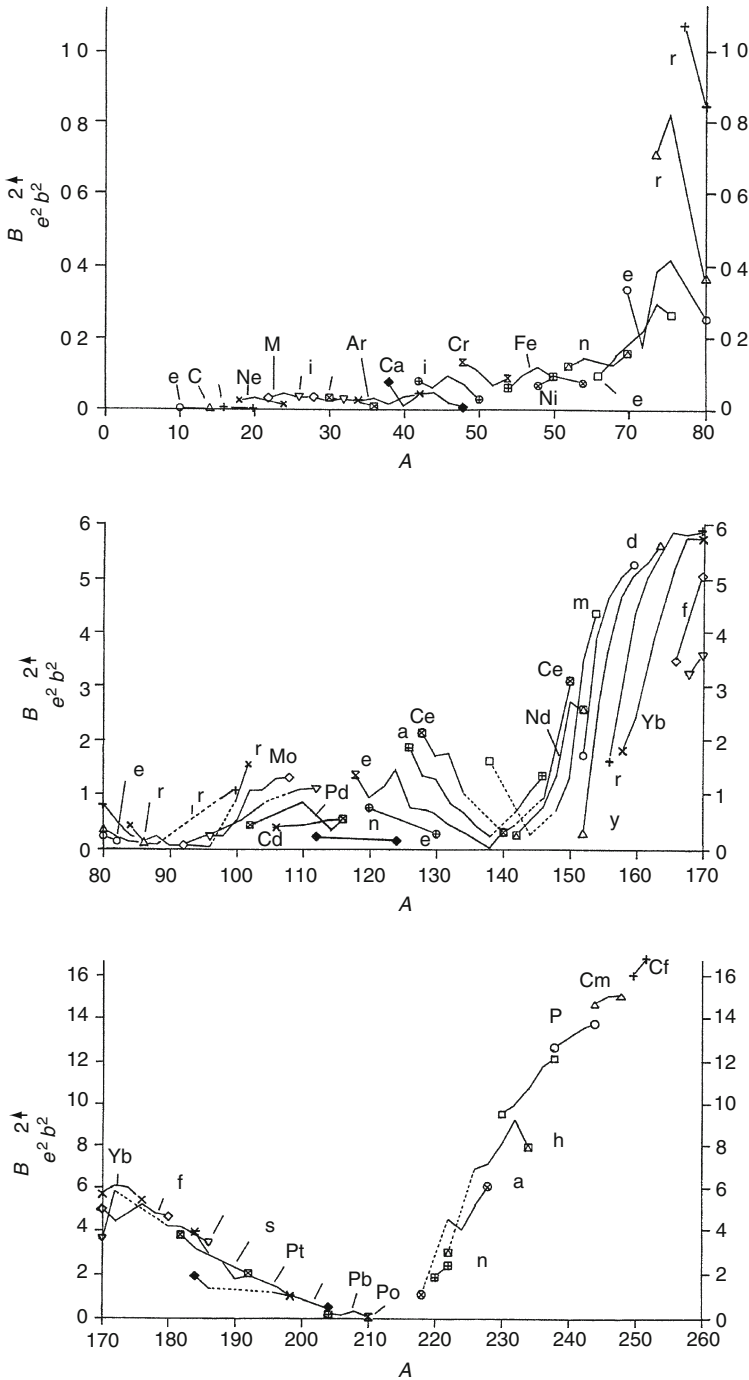 1 0
0 8
0 6
0 4
0 2
0
B 2
e² b²
1 0
0 8
0 6
0 4
0 2
0
r
r
e
e C Ne M i Ar Ca i Cr Fe n
Ni e
0 10 20 30 40 50 60 70 80
A
6
5
4
3
2
1
0
B 2
e² b²
6
5
4
3
2
1
0
d
m
f
Ce
a Ce
Nd Yb
e r r r Mo e
Pd
Cd n e
r
y
80 90 100 110 120 130 140 150 160 170
A
16
14
12
10
8
6
4
2
0
B 2
e² b²
16
14
12
10
8
6
4
2
0
Cf
Cm
P
h
a
n
Yb f
s
Pt
Pb Po
170 180 190 200 210 220 230 240 250 260
A